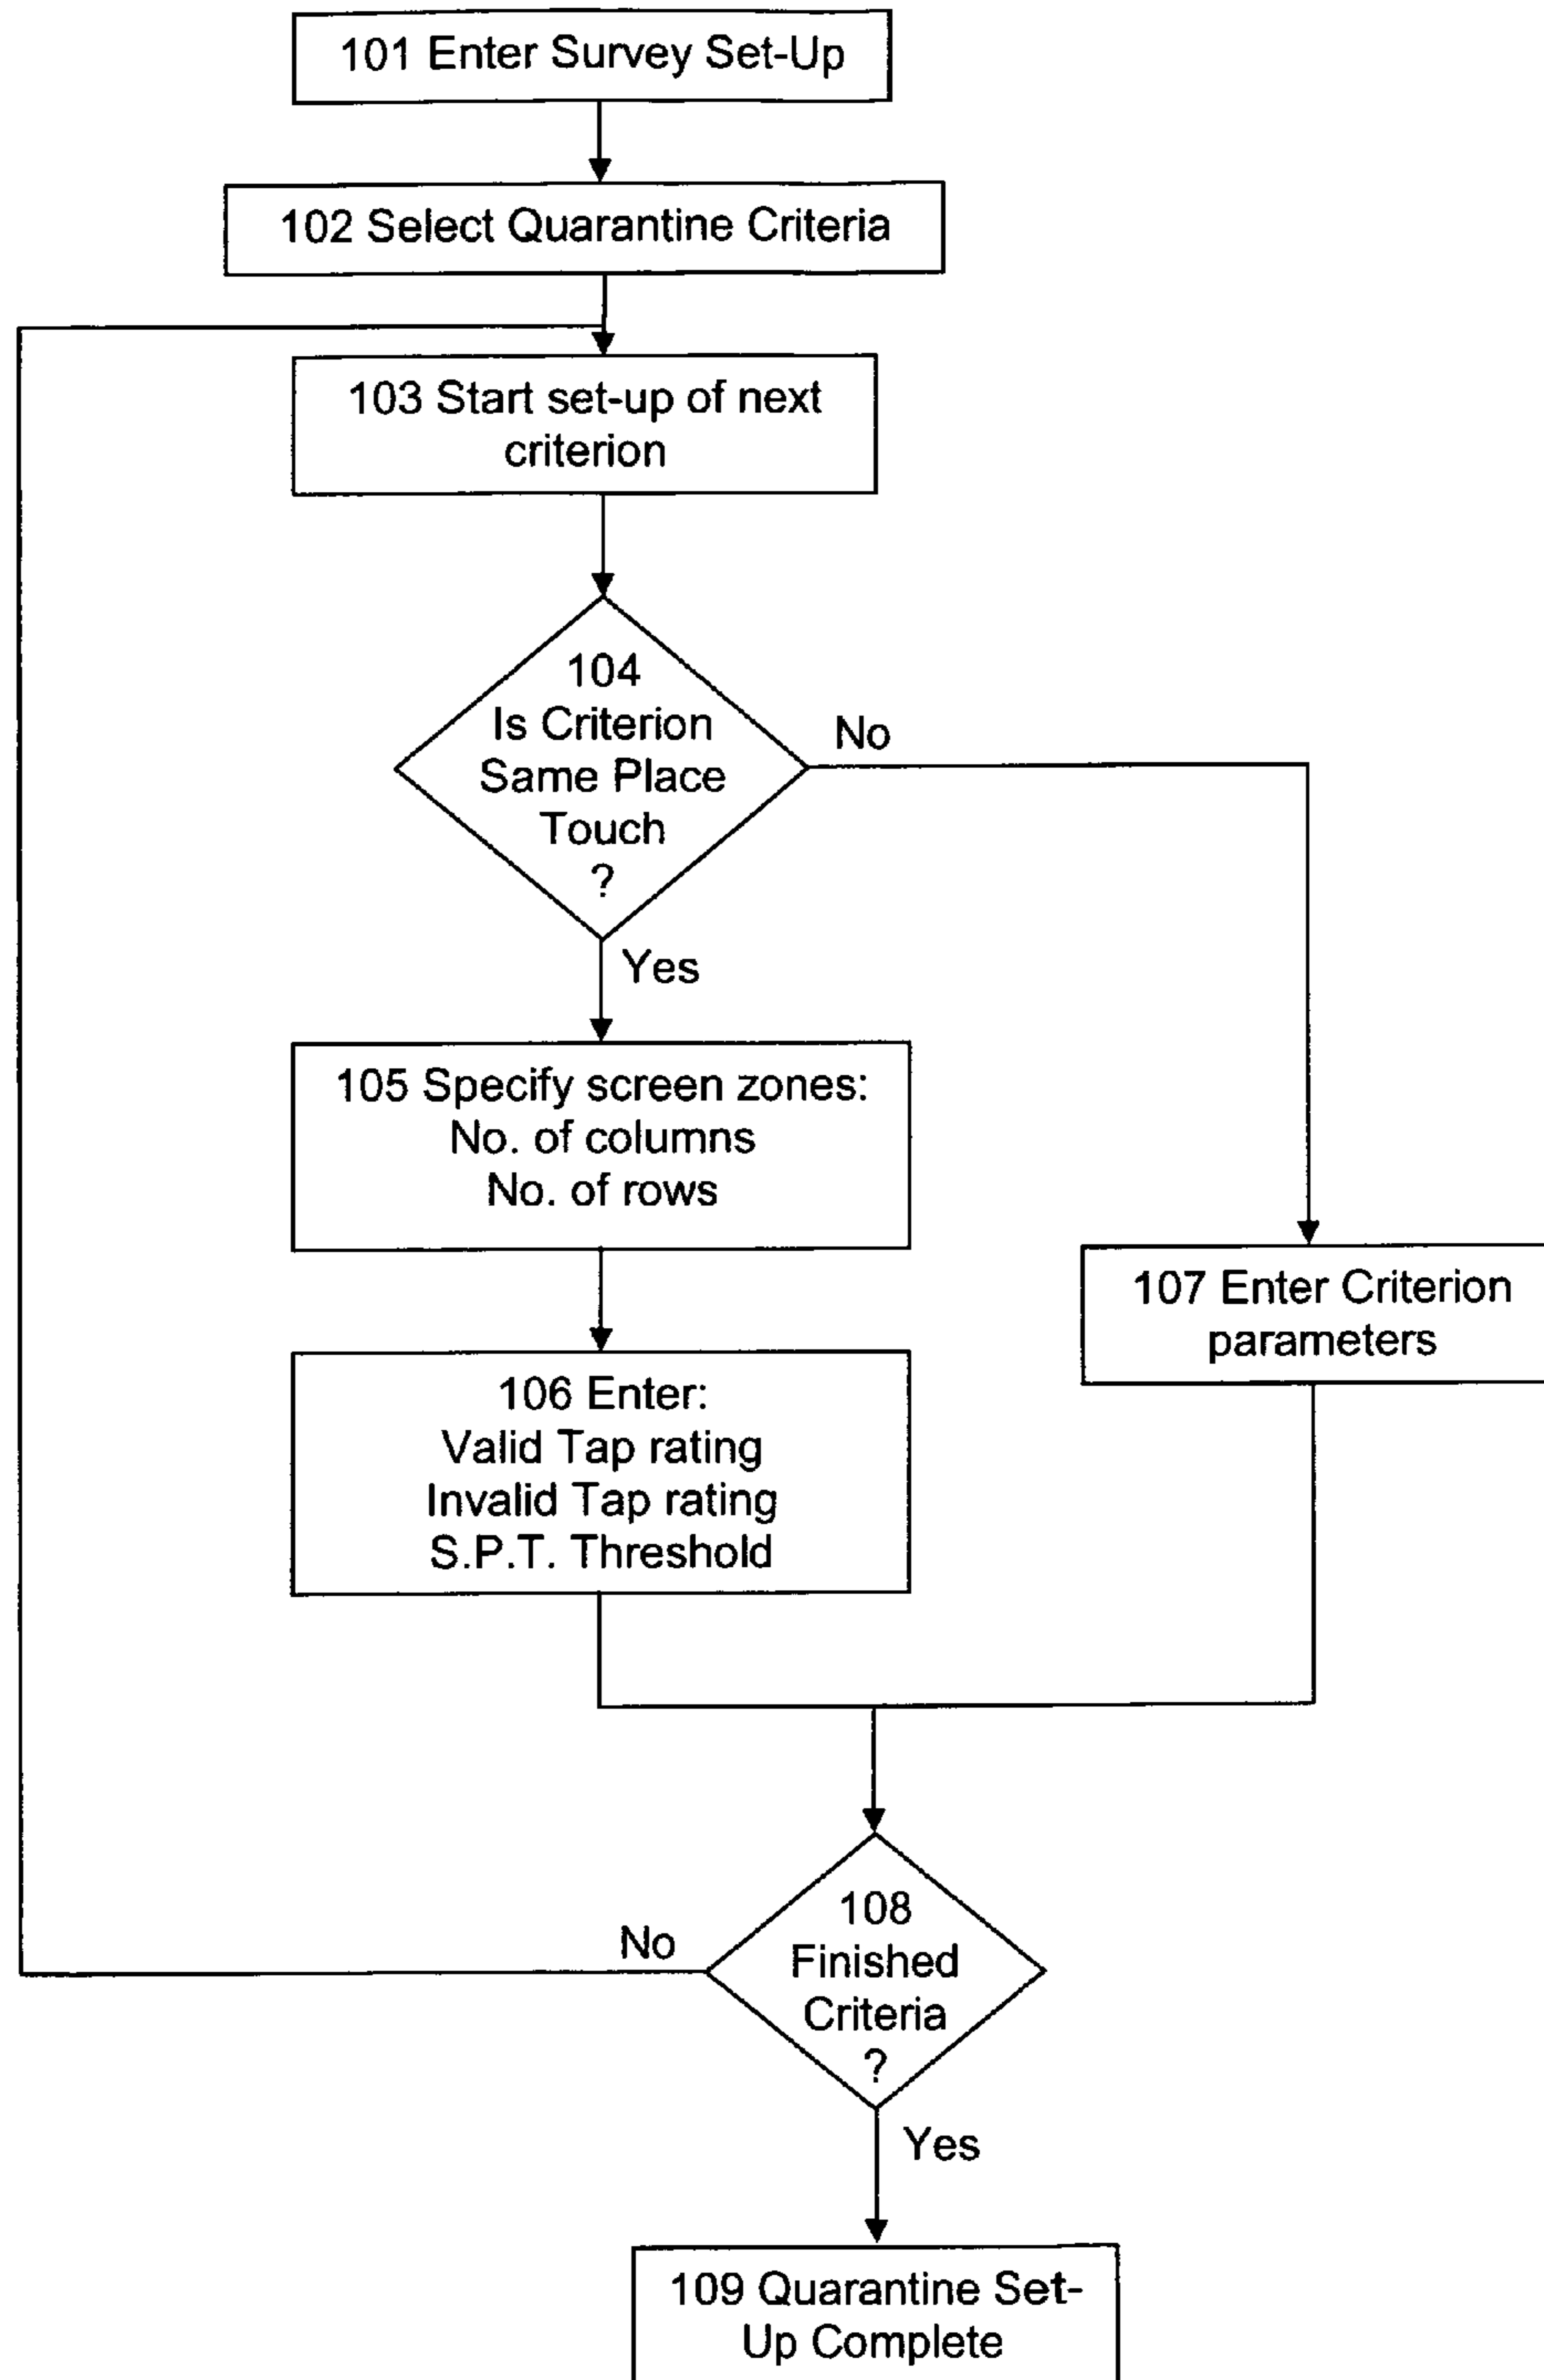 101 Enter Survey Set-Up
102 Select Quarantine Criteria
103 Start set-up of next
criterion
104
Is Criterion
Same Place
Touch
?
No
Yes
105 Specify screen zones:
No. of columns
No. of rows
107 Enter Criterion
parameters
106 Enter:
Valid Tap rating
Invalid Tap rating
S.P.T. Threshold
108
Finished
Criteria
?
No
Yes
109 Quarantine Set-
Up Complete